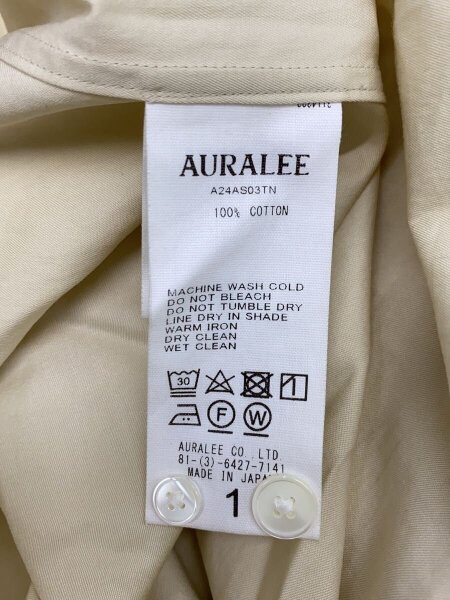 AURALEE
A24AS03TN
100% COTTON
MACHINE WASH COLD
DO NOT BLEACH
DO NOT TUMBLE DRY
LINE DRY IN SHADE
WARM IRON
DRY CLEAN
WET CLEAN
30
F W
AURALEE CO., LTD.
81-(3)-6427-7141
MADE IN JAPAN
1